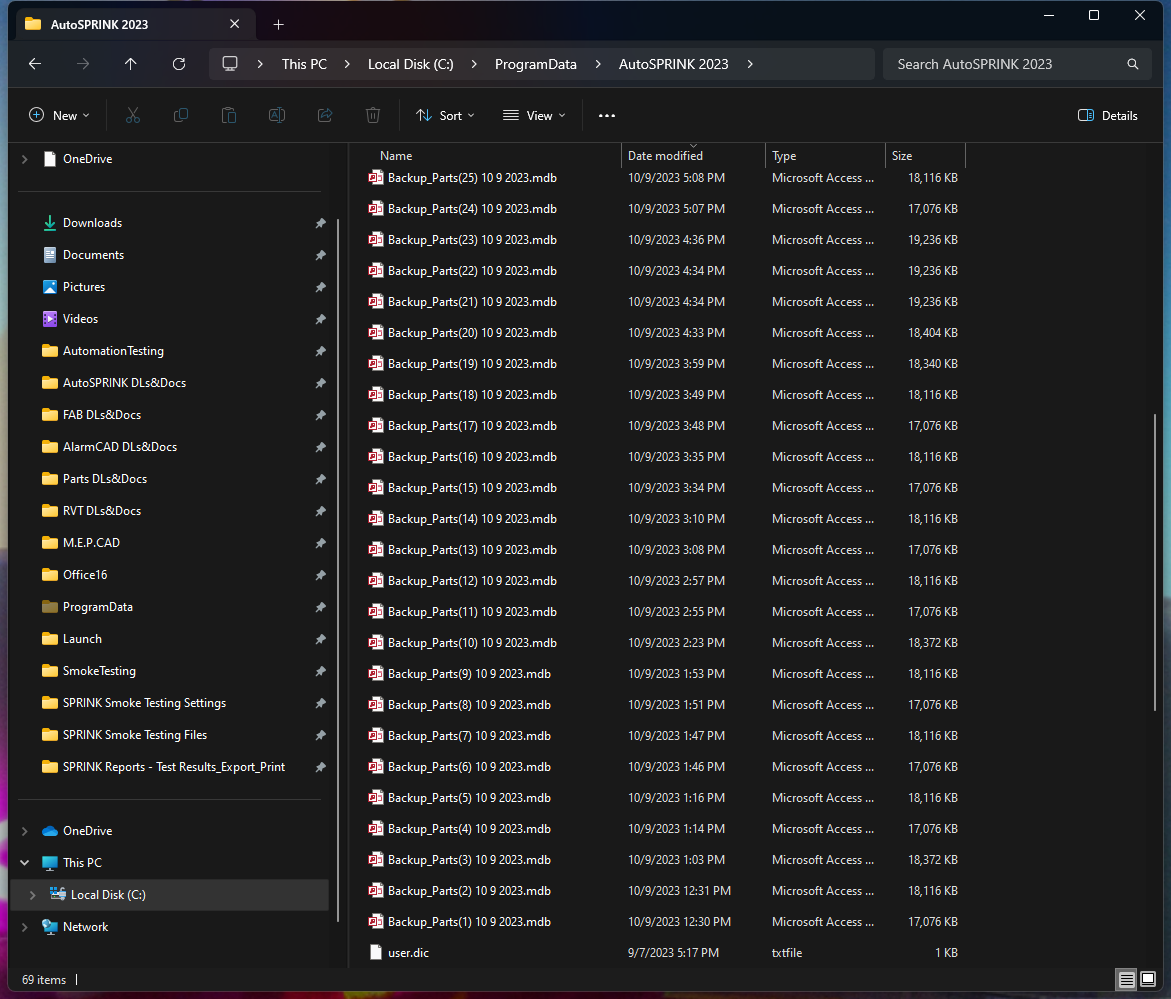 AutoSPRINK 2023
This PC > Local Disk (C:) > ProgramData > AutoSPRINK 2023 >
Search AutoSPRINK 2023
New
Sort
View
Details
OneDrive
Downloads
Documents
Pictures
Videos
AutomationTesting
AutoSPRINK DLs&Docs
FAB DLs&Docs
AlarmCAD DLs&Docs
Parts DLs&Docs
RVT DLs&Docs
M.E.P.CAD
Office16
ProgramData
Launch
SmokeTesting
SPRINK Smoke Testing Settings
SPRINK Smoke Testing Files
SPRINK Reports - Test Results_Export_Print
OneDrive
This PC
Local Disk (C:)
Network
Name Date modified Type Size
Backup_Parts(25) 10 9 2023.mdb 10/9/2023 5:08 PM Microsoft Access ... 18,116 KB
Backup_Parts(24) 10 9 2023.mdb 10/9/2023 5:07 PM Microsoft Access ... 17,076 KB
Backup_Parts(23) 10 9 2023.mdb 10/9/2023 4:36 PM Microsoft Access ... 19,236 KB
Backup_Parts(22) 10 9 2023.mdb 10/9/2023 4:34 PM Microsoft Access ... 19,236 KB
Backup_Parts(21) 10 9 2023.mdb 10/9/2023 4:34 PM Microsoft Access ... 19,236 KB
Backup_Parts(20) 10 9 2023.mdb 10/9/2023 4:33 PM Microsoft Access ... 18,404 KB
Backup_Parts(19) 10 9 2023.mdb 10/9/2023 3:59 PM Microsoft Access ... 18,340 KB
Backup_Parts(18) 10 9 2023.mdb 10/9/2023 3:49 PM Microsoft Access ... 18,116 KB
Backup_Parts(17) 10 9 2023.mdb 10/9/2023 3:48 PM Microsoft Access ... 17,076 KB
Backup_Parts(16) 10 9 2023.mdb 10/9/2023 3:35 PM Microsoft Access ... 18,116 KB
Backup_Parts(15) 10 9 2023.mdb 10/9/2023 3:34 PM Microsoft Access ... 17,076 KB
Backup_Parts(14) 10 9 2023.mdb 10/9/2023 3:10 PM Microsoft Access ... 18,116 KB
Backup_Parts(13) 10 9 2023.mdb 10/9/2023 3:08 PM Microsoft Access ... 17,076 KB
Backup_Parts(12) 10 9 2023.mdb 10/9/2023 2:57 PM Microsoft Access ... 18,116 KB
Backup_Parts(11) 10 9 2023.mdb 10/9/2023 2:55 PM Microsoft Access ... 17,076 KB
Backup_Parts(10) 10 9 2023.mdb 10/9/2023 2:23 PM Microsoft Access ... 18,372 KB
Backup_Parts(9) 10 9 2023.mdb 10/9/2023 1:53 PM Microsoft Access ... 18,116 KB
Backup_Parts(8) 10 9 2023.mdb 10/9/2023 1:51 PM Microsoft Access ... 17,076 KB
Backup_Parts(7) 10 9 2023.mdb 10/9/2023 1:47 PM Microsoft Access ... 18,116 KB
Backup_Parts(6) 10 9 2023.mdb 10/9/2023 1:46 PM Microsoft Access ... 17,076 KB
Backup_Parts(5) 10 9 2023.mdb 10/9/2023 1:16 PM Microsoft Access ... 18,116 KB
Backup_Parts(4) 10 9 2023.mdb 10/9/2023 1:14 PM Microsoft Access ... 17,076 KB
Backup_Parts(3) 10 9 2023.mdb 10/9/2023 1:03 PM Microsoft Access ... 18,372 KB
Backup_Parts(2) 10 9 2023.mdb 10/9/2023 12:31 PM Microsoft Access ... 18,116 KB
Backup_Parts(1) 10 9 2023.mdb 10/9/2023 12:30 PM Microsoft Access ... 17,076 KB
user.dic 9/7/2023 5:17 PM txtfile 1 KB
69 items